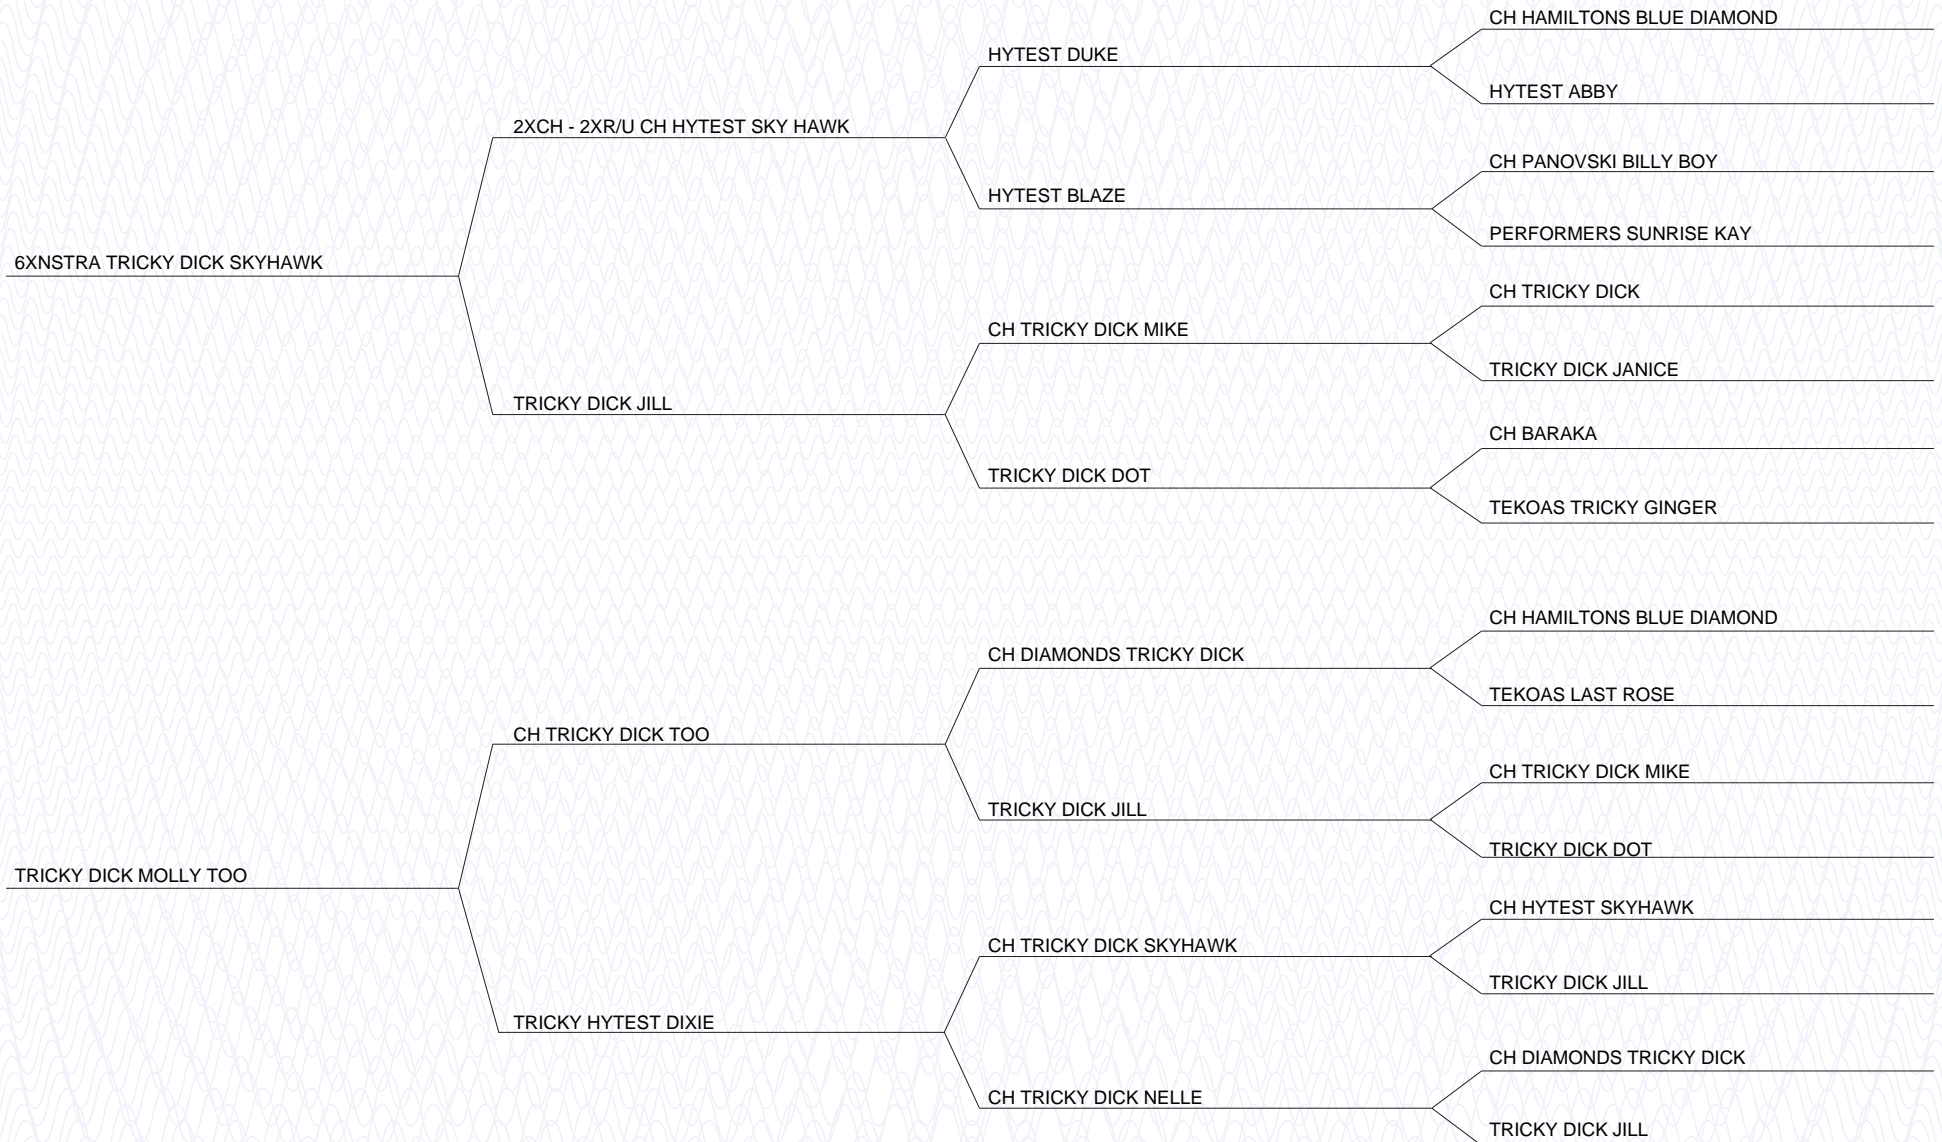 CH HAMILTONS BLUE DIAMOND
HYTEST DUKE
HYTEST ABBY
2XCH - 2XR/U CH HYTEST SKY HAWK
CH PANOVSKI BILLY BOY
HYTEST BLAZE
PERFORMERS SUNRISE KAY
6XNSTRA TRICKY DICK SKYHAWK
CH TRICKY DICK
CH TRICKY DICK MIKE
TRICKY DICK JANICE
TRICKY DICK JILL
CH BARAKA
TRICKY DICK DOT
TEKOAS TRICKY GINGER
CH HAMILTONS BLUE DIAMOND
CH DIAMONDS TRICKY DICK
TEKOAS LAST ROSE
CH TRICKY DICK TOO
CH TRICKY DICK MIKE
TRICKY DICK JILL
TRICKY DICK DOT
TRICKY DICK MOLLY TOO
CH HYTEST SKYHAWK
CH TRICKY DICK SKYHAWK
TRICKY DICK JILL
TRICKY HYTEST DIXIE
CH DIAMONDS TRICKY DICK
CH TRICKY DICK NELLE
TRICKY DICK JILL